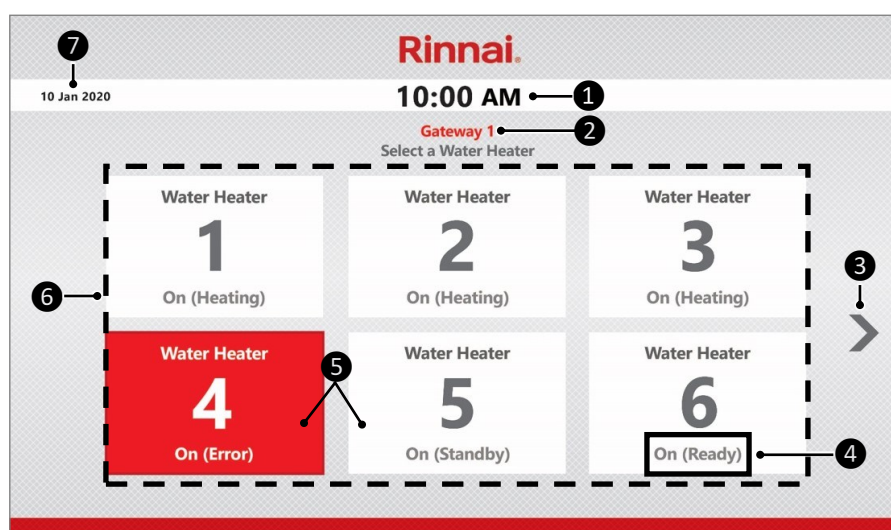 7
Rinnai.
10 Jan 2020
10:00 AM
1
Gateway 1
2
Select a Water Heater
Water Heater
1
On (Heating)
Water Heater
2
On (Heating)
Water Heater
3
On (Heating)
3
6
Water Heater
4
On (Error)
5
Water Heater
5
On (Standby)
Water Heater
6
On (Ready)
4